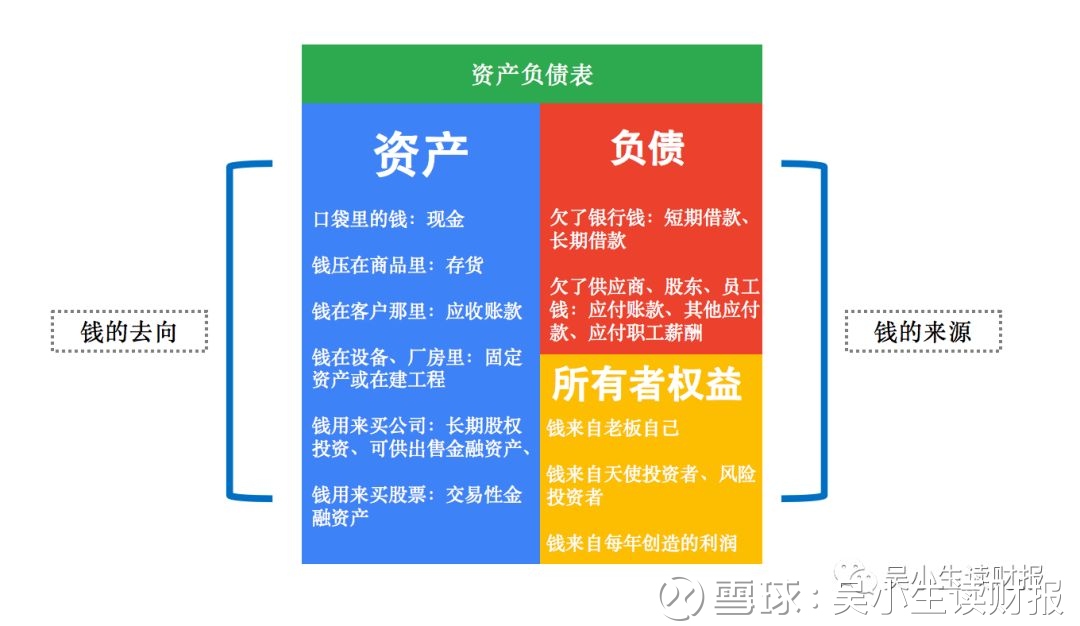 资产负债表
钱的去向
资产
口袋里的钱：现金
钱压在商品里：存货
钱在客户那里：应收账款
钱在设备、厂房里：固定
资产或在建工程
钱用来买公司：长期股权
投资、可供出售金融资产、
钱用来买股票：交易性金
融资产
负债
欠了银行钱：短期借款、
长期借款
欠了供应商、股东、员工
钱：应付账款、其他应付
款、应付职工薪酬
所有者权益
钱来自老板自己
钱来自天使投资者、风险
投资者
钱来自每年创造的利润
钱的来源
吴小生读财报
雪球：吴小生读财报